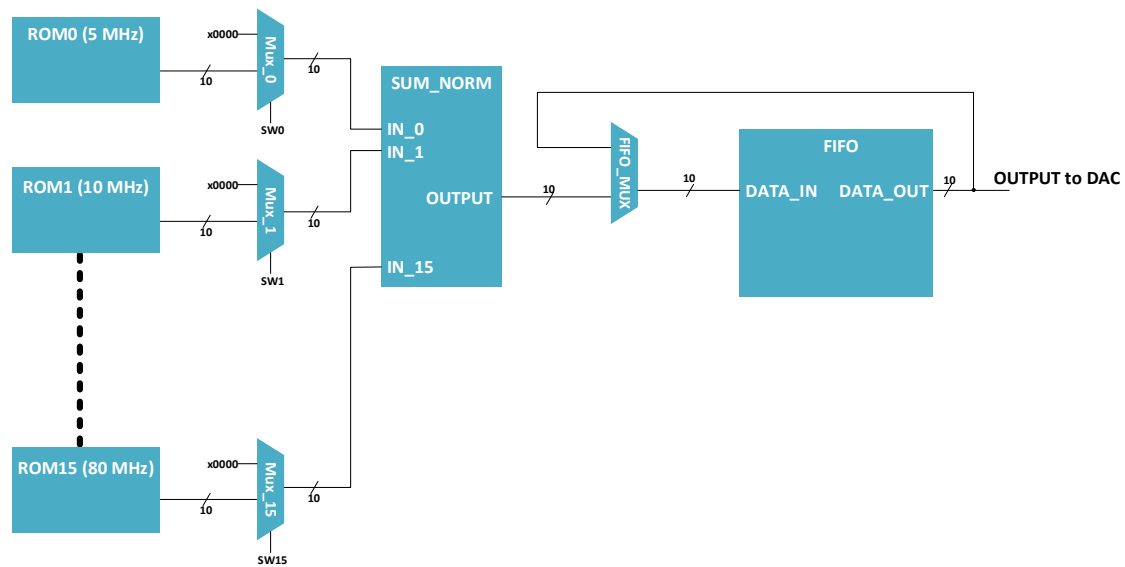 ROM0 (5 MHz)
x0000
10
Mux_0
10
SW0
ROM1 (10 MHz)
x0000
10
Mux_1
10
SW1
ROM15 (80 MHz)
x0000
10
Mux_15
10
SW15
SUM_NORM
IN_0
IN_1
OUTPUT
IN_15
10
FIFO_MUX
10
FIFO
DATA_IN
DATA_OUT
10
OUTPUT to DAC